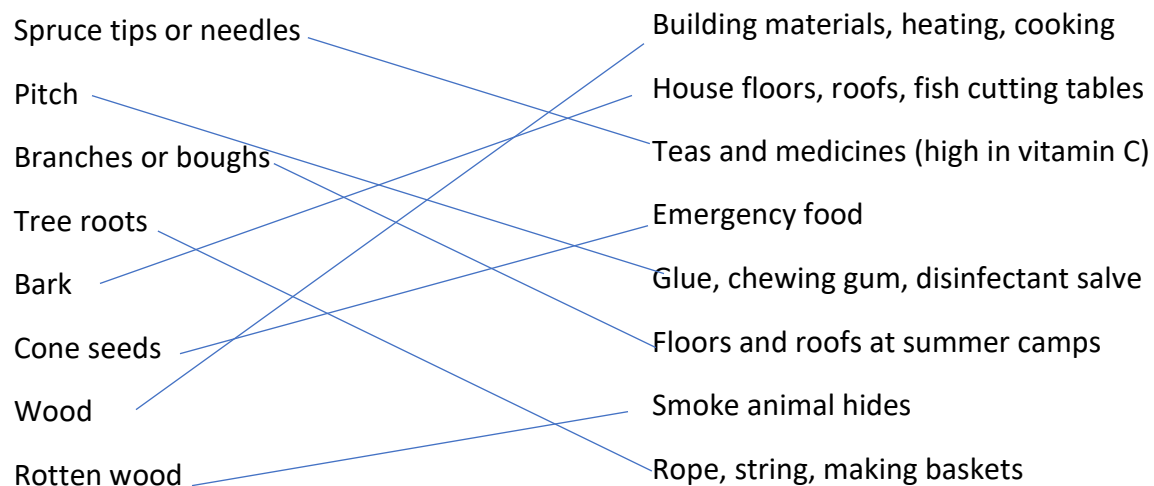 Spruce tips or needles
Pitch
Branches or boughs
Tree roots
Bark
Cone seeds
Wood
Rotten wood
Building materials, heating, cooking
House floors, roofs, fish cutting tables
Teas and medicines (high in vitamin C)
Emergency food
Glue, chewing gum, disinfectant salve
Floors and roofs at summer camps
Smoke animal hides
Rope, string, making baskets